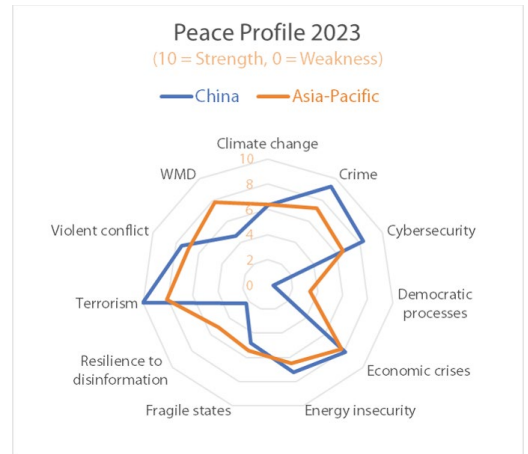 Peace Profile 2023
(10 = Strength, 0 = Weakness)
China
Asia-Pacific
Climate change
Crime
Cybersecurity
Democratic
processes
Economic crises
Energy insecurity
Fragile states
Resilience to
disinformation
Terrorism
Violent conflict
WMD
10
8
6
4
2
0